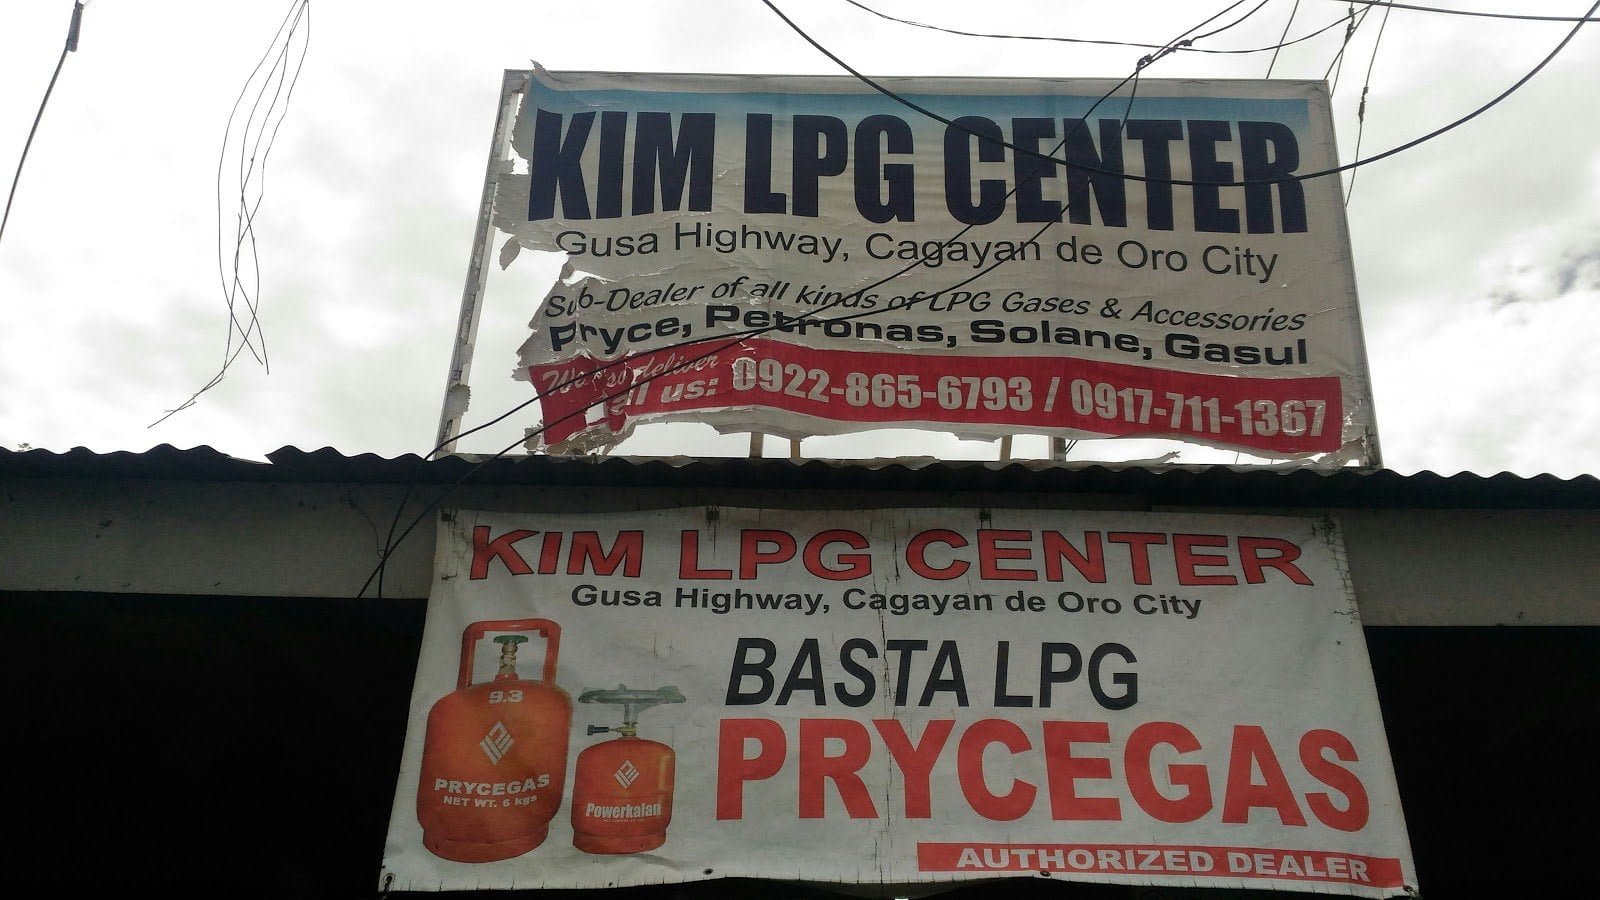 KIM LPG CENTER
Gusa Highway, Cagayan de Oro City
Sub-Dealer of all kinds of LPG Gases & Accessories
Pryce, Petronas, Solane, Gasul
deliver
us: 0922-865-6793 / 0917-711-1367
KIM LPG CENTER
Gusa Highway, Cagayan de Oro City
BASTA LPG
PRYCEGAS
AUTHORIZED DEALER
9.3
PRYCEGAS
NET WT. 6 kgs
Powerkalan